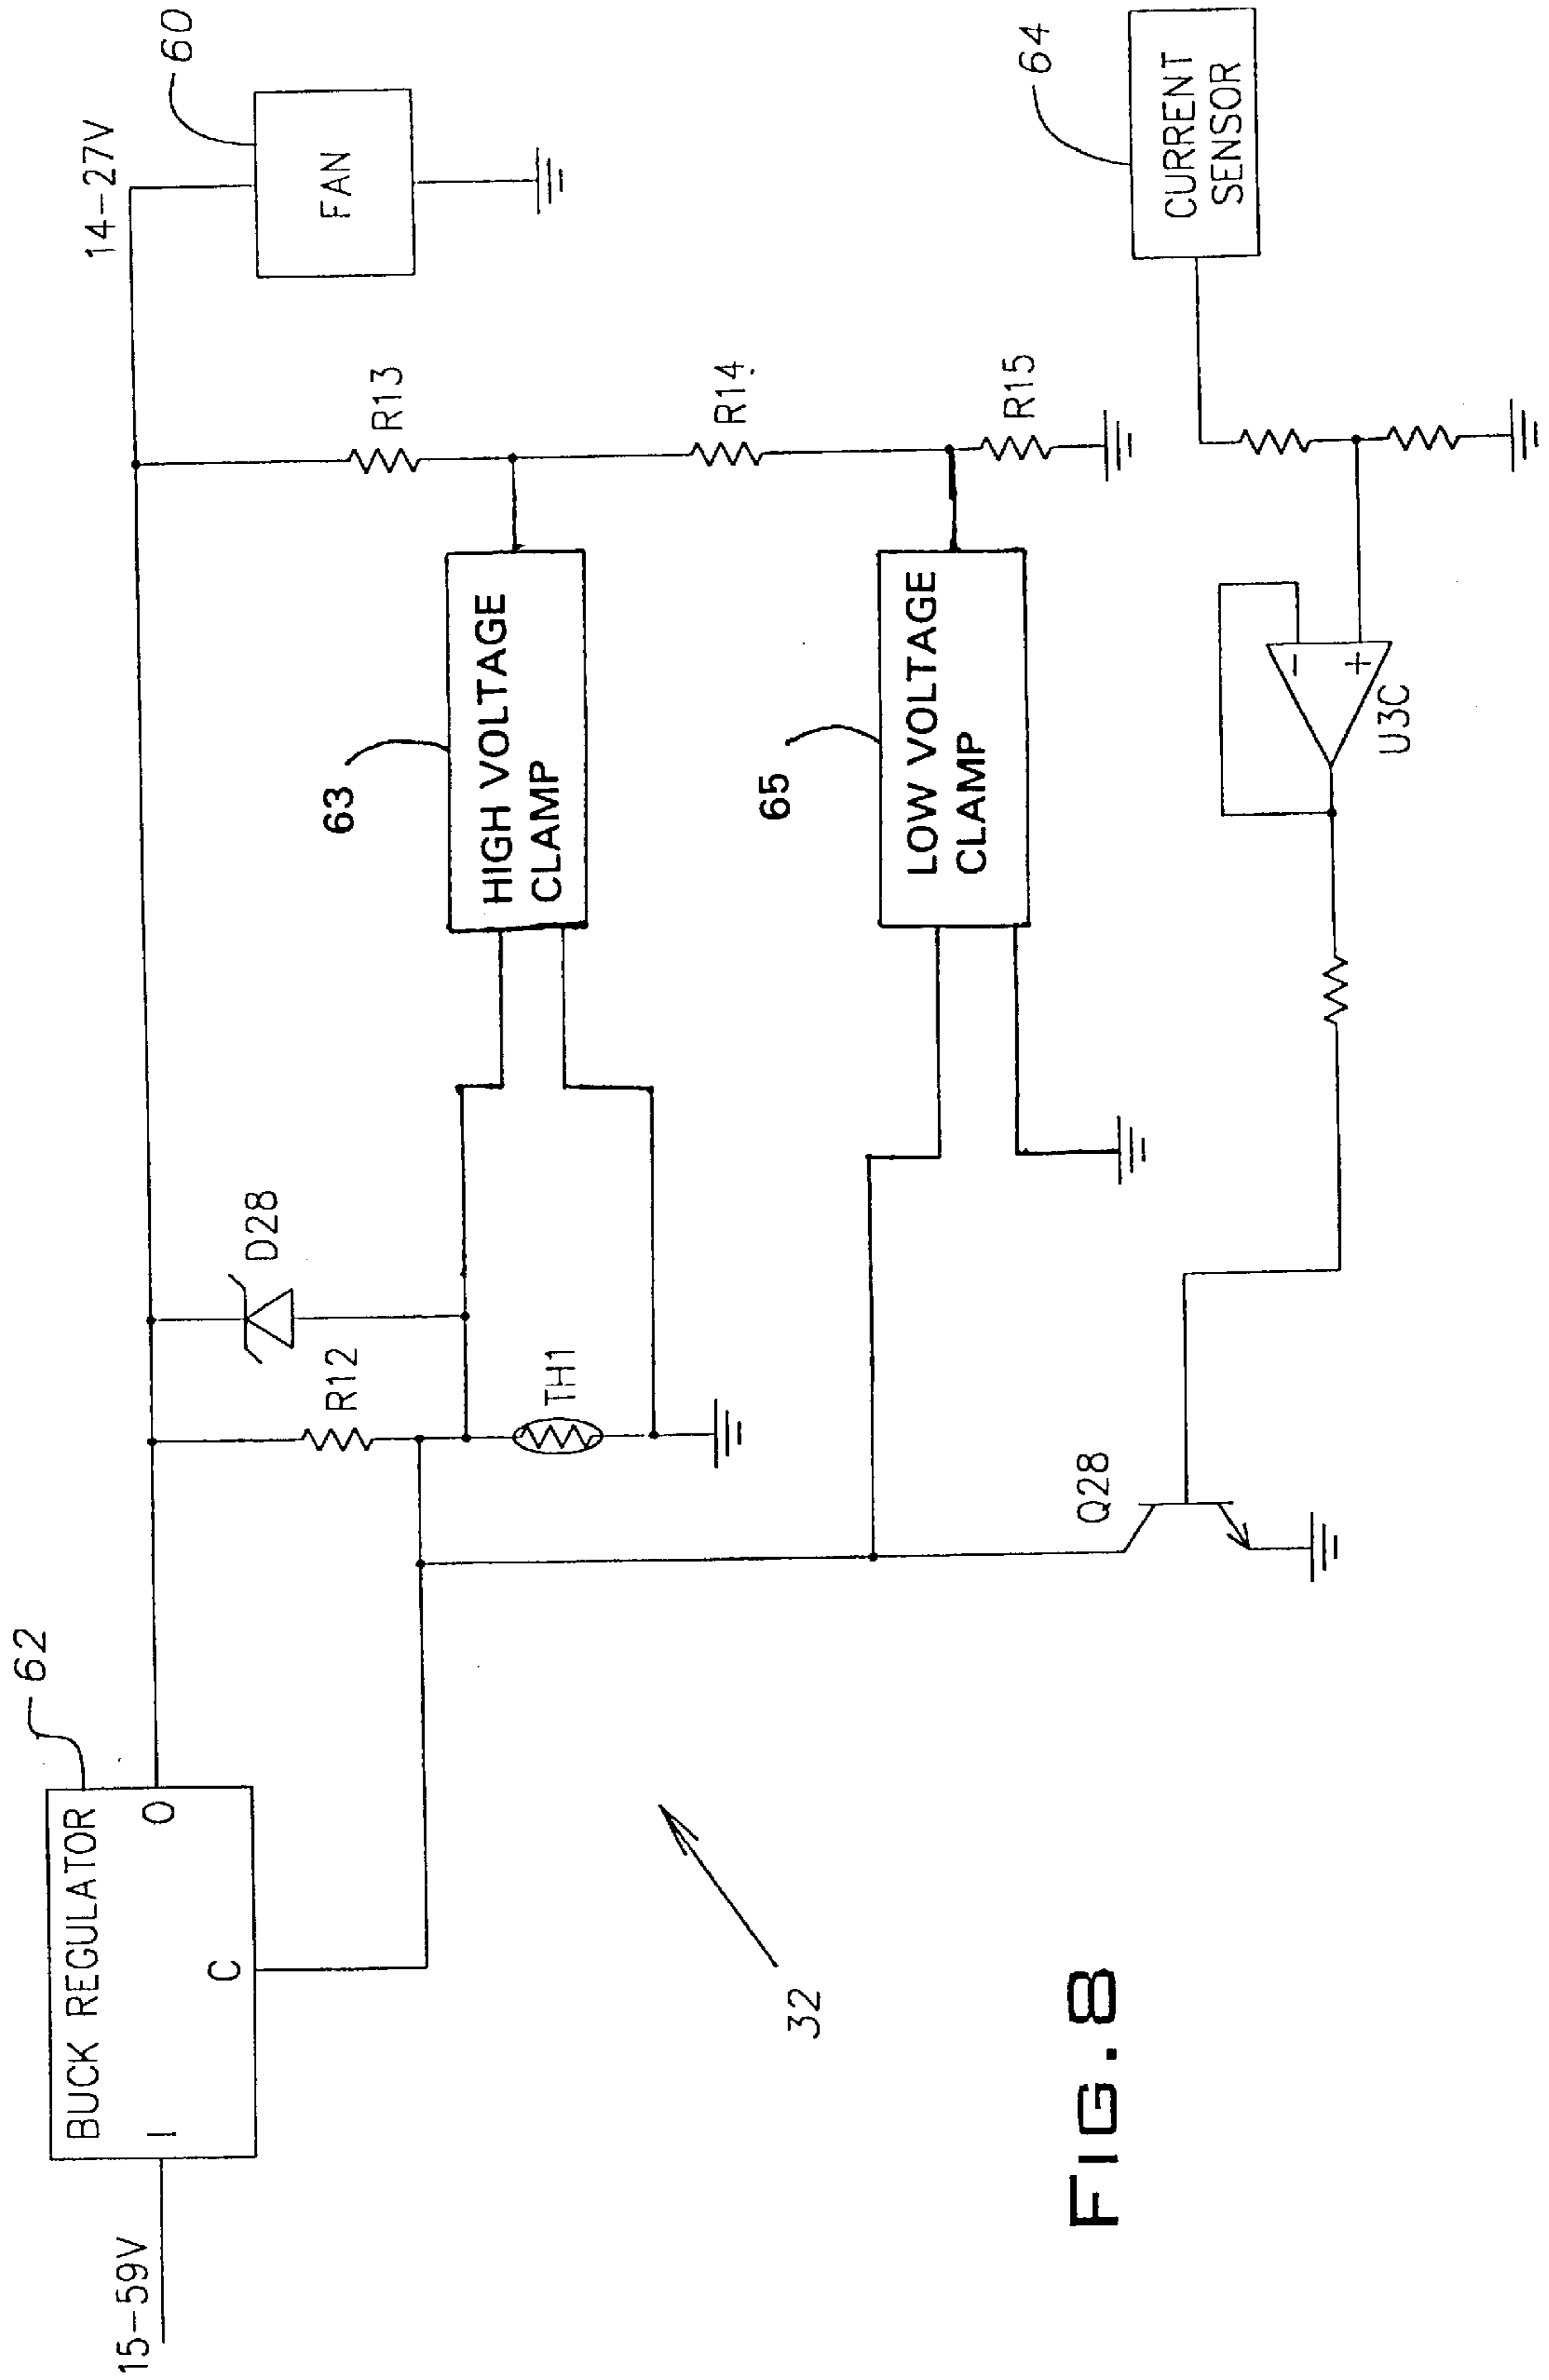 15-59V
BUCK REGULATOR
I
O
C
62
14-27V
60
FAN
D28
R12
TH1
63
HIGH VOLTAGE
CLAMP
R13
R14
R15
65
LOW VOLTAGE
CLAMP
64
CURRENT
SENSOR
Q28
-
+
U3C
32
FIG.8